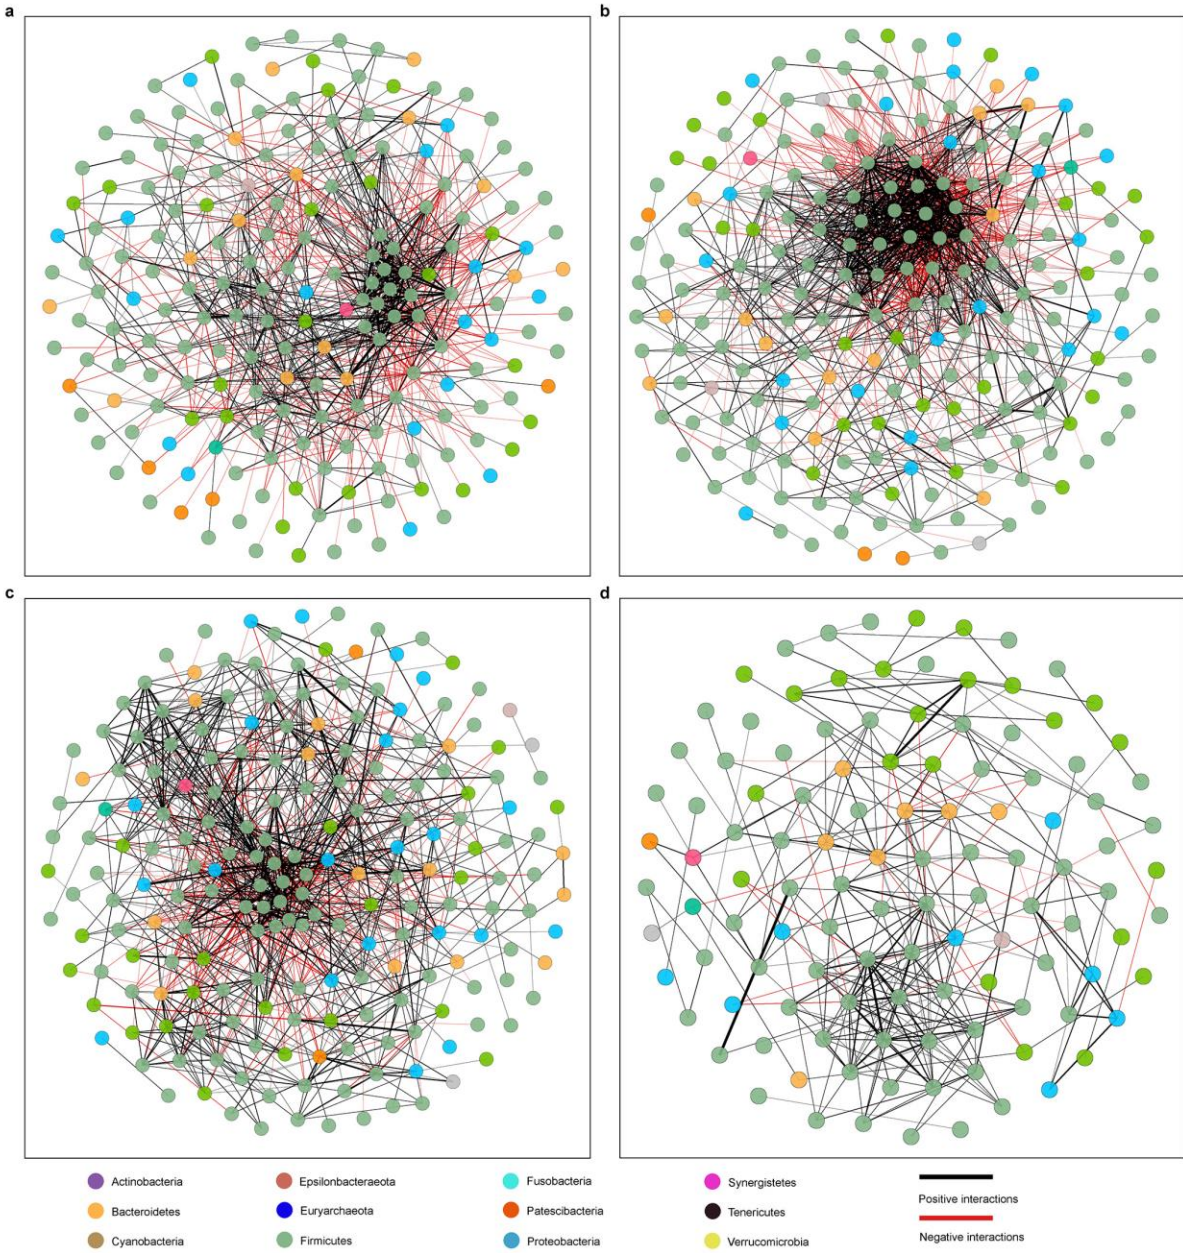 a
b
c
d
Actinobacteria
Epsilonbacteraeota
Fusobacteria
Synergistetes
Positive interactions
Bacteroidetes
Euryarchaeota
Patescibacteria
Tenericutes
Negative interactions
Cyanobacteria
Firmicutes
Proteobacteria
Verrucomicrobia